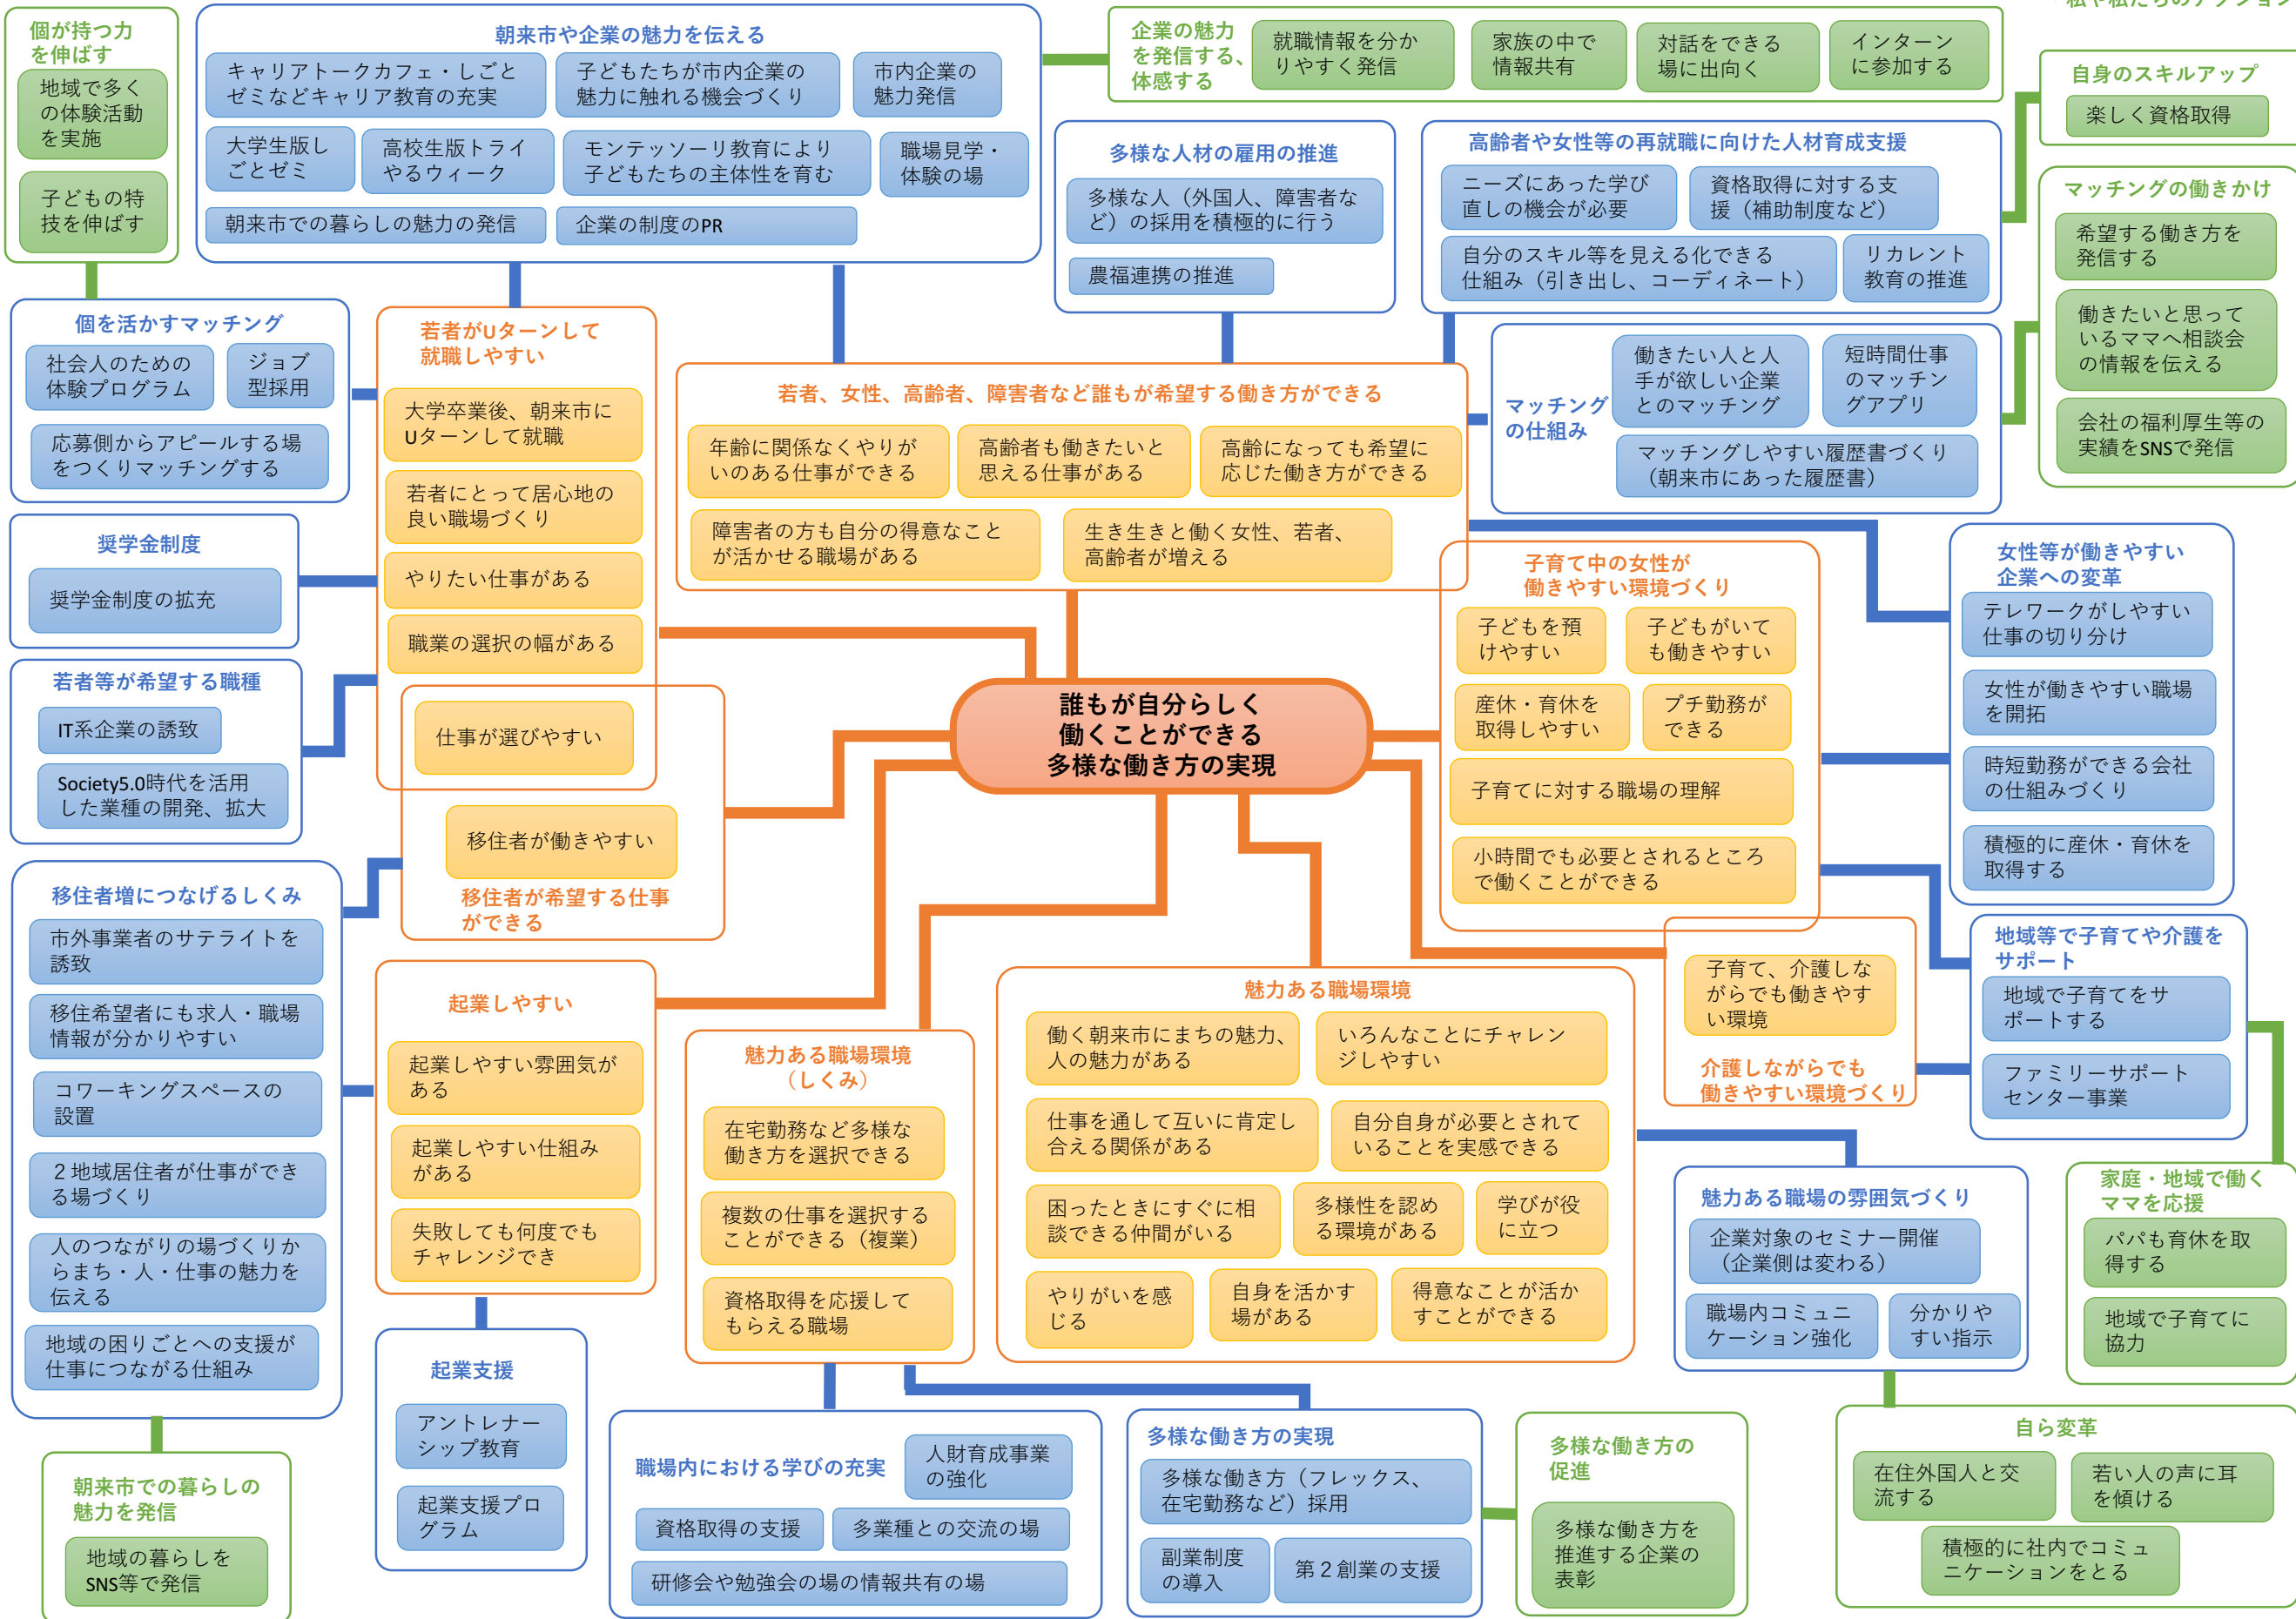 私や私たちのアクション
個が持つ力
を伸ばす
地域で多く
の体験活動
を実施
子どもの特
技を伸ばす
朝来市や企業の魅力を伝える
キャリアトークカフェ・しごと
ゼミなどキャリア教育の充実
子どもたちが市内企業の
魅力に触れる機会づくり
市内企業の
魅力発信
大学生版し
ごとゼミ
高校生版トライ
やるウィーク
モンテッソーリ教育により
子どもたちの主体性を育む
職場見学・
体験の場
朝来市での暮らしの魅力の発信
企業の制度のPR
企業の魅力
を発信する、
体感する
就職情報を分か
りやすく発信
家族の中で
情報共有
対話をできる
場に出向く
インターン
に参加する
自身のスキルアップ
楽しく資格取得
多様な人材の雇用の推進
多様な人（外国人、障害者な
ど）の採用を積極的に行う
農福連携の推進
高齢者や女性等の再就職に向けた人材育成支援
ニーズにあった学び
直しの機会が必要
資格取得に対する支
援（補助制度など）
自分のスキル等を見える化できる
仕組み（引き出し、コーディネート）
リカレント
教育の推進
マッチングの働きかけ
希望する働き方を
発信する
働きたいと思って
いるママへ相談会
の情報を伝える
会社の福利厚生等の
実績をSNSで発信
個を活かすマッチング
社会人のための
体験プログラム
ジョブ
型採用
応募側からアピールする場
をつくりマッチングする
若者がUターンして
就職しやすい
大学卒業後、朝来市に
Uターンして就職
若者にとって居心地の
良い職場づくり
やりたい仕事がある
職業の選択の幅がある
仕事が選びやすい
移住者が働きやすい
移住者が希望する仕事
ができる
若者、女性、高齢者、障害者など誰もが希望する働き方ができる
年齢に関係なくやりが
いのある仕事ができる
高齢者も働きたいと
思える仕事がある
高齢になっても希望に
応じた働き方ができる
障害者の方も自分の得意なこと
が活かせる職場がある
生き生きと働く女性、若者、
高齢者が増える
マッチング
の仕組み
働きたい人と人
手が欲しい企業
とのマッチング
短時間仕事
のマッチン
グアプリ
マッチングしやすい履歴書づくり
（朝来市にあった履歴書）
奨学金制度
奨学金制度の拡充
若者等が希望する職種
IT系企業の誘致
Society5.0時代を活用
した業種の開発、拡大
誰もが自分らしく
働くことができる
多様な働き方の実現
子育て中の女性が
働きやすい環境づくり
子どもを預
けやすい
子どもがいて
も働きやすい
産休・育休を
取得しやすい
プチ勤務が
できる
子育てに対する職場の理解
小時間でも必要とされるところ
で働くことができる
女性等が働きやすい
企業への変革
テレワークがしやすい
仕事の切り分け
女性が働きやすい職場
を開拓
時短勤務ができる会社
の仕組みづくり
積極的に産休・育休を
取得する
移住者増につなげるしくみ
市外事業者のサテライトを
誘致
移住希望者にも求人・職場
情報が分かりやすい
コワーキングスペースの
設置
２地域居住者が仕事ができ
る場づくり
人のつながりの場づくりか
らまち・人・仕事の魅力を
伝える
地域の困りごとへの支援が
仕事につながる仕組み
起業しやすい
起業しやすい雰囲気が
ある
起業しやすい仕組み
がある
失敗しても何度でも
チャレンジでき
魅力ある職場環境
（しくみ）
在宅勤務など多様な
働き方を選択できる
複数の仕事を選択する
ことができる（複業）
資格取得を応援して
もらえる職場
魅力ある職場環境
働く朝来市にまちの魅力、
人の魅力がある
いろんなことにチャレン
ジしやすい
仕事を通して互いに肯定し
合える関係がある
自分自身が必要とされて
いることを実感できる
困ったときにすぐに相
談できる仲間がいる
多様性を認め
る環境がある
学びが役
に立つ
やりがいを感
じる
自身を活かす
場がある
得意なことが活か
すことができる
子育て、介護しな
がらでも働きやす
い環境
介護しながらでも
働きやすい環境づくり
地域等で子育てや介護を
サポート
地域で子育てをサ
ポートする
ファミリーサポート
センター事業
魅力ある職場の雰囲気づくり
企業対象のセミナー開催
（企業側は変わる）
職場内コミュニ
ケーション強化
分かりや
すい指示
家庭・地域で働く
ママを応援
パパも育休を取
得する
地域で子育てに
協力
起業支援
アントレナー
シップ教育
起業支援プロ
グラム
職場内における学びの充実
人財育成事業
の強化
資格取得の支援
多業種との交流の場
研修会や勉強会の場の情報共有の場
多様な働き方の実現
多様な働き方（フレックス、
在宅勤務など）採用
副業制度
の導入
第２創業の支援
多様な働き方の
促進
多様な働き方を
推進する企業の
表彰
自ら変革
在住外国人と交
流する
若い人の声に耳
を傾ける
積極的に社内でコミュ
ニケーションをとる
朝来市での暮らしの
魅力を発信
地域の暮らしを
SNS等で発信